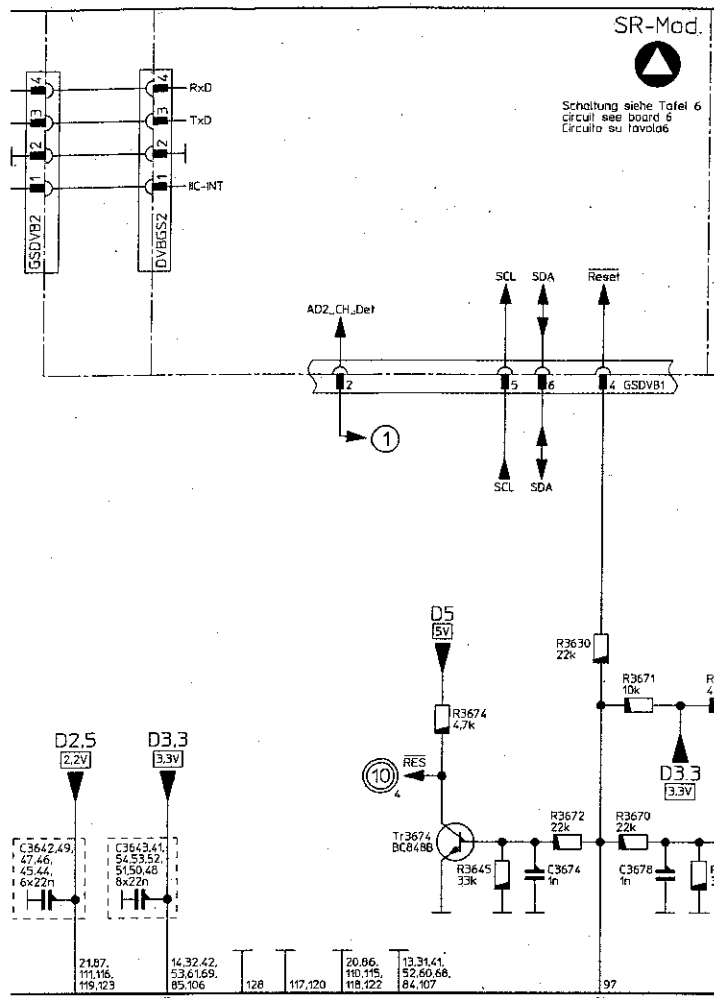 SR-Mod.
Schaltung siehe Tafel 6
circuit see board 6
Circuito su tavola6
4
3
2
1
GSDVB2
4
3
2
1
DVBGS2
RxD
TxD
IIC-INT
AD2_CH_Det
SCL
SDA
Reset
2
5
6
4
GSDVB1
1
SCL
SDA
D5
5V
R3630
22k
R3671
10k
R
4
R3674
4,7k
D2,5
2,2V
D3,3
3,3V
D3.3
3,3V
RES
10
4
Tr3674
BC848B
R3672
22k
R3670
22k
R3645
33k
C3674
1n
C3678
1n
C3642,49,
47,46,
45,44,
6x22n
C3643,41,
54,53,52,
51,50,48
8x22n
21,87,
111,116,
119,123
14,32,42,
53,61,69,
85,106
128
117,120
20,86,
110,115,
118,122
13,31,41,
52,60,68,
84,107
97